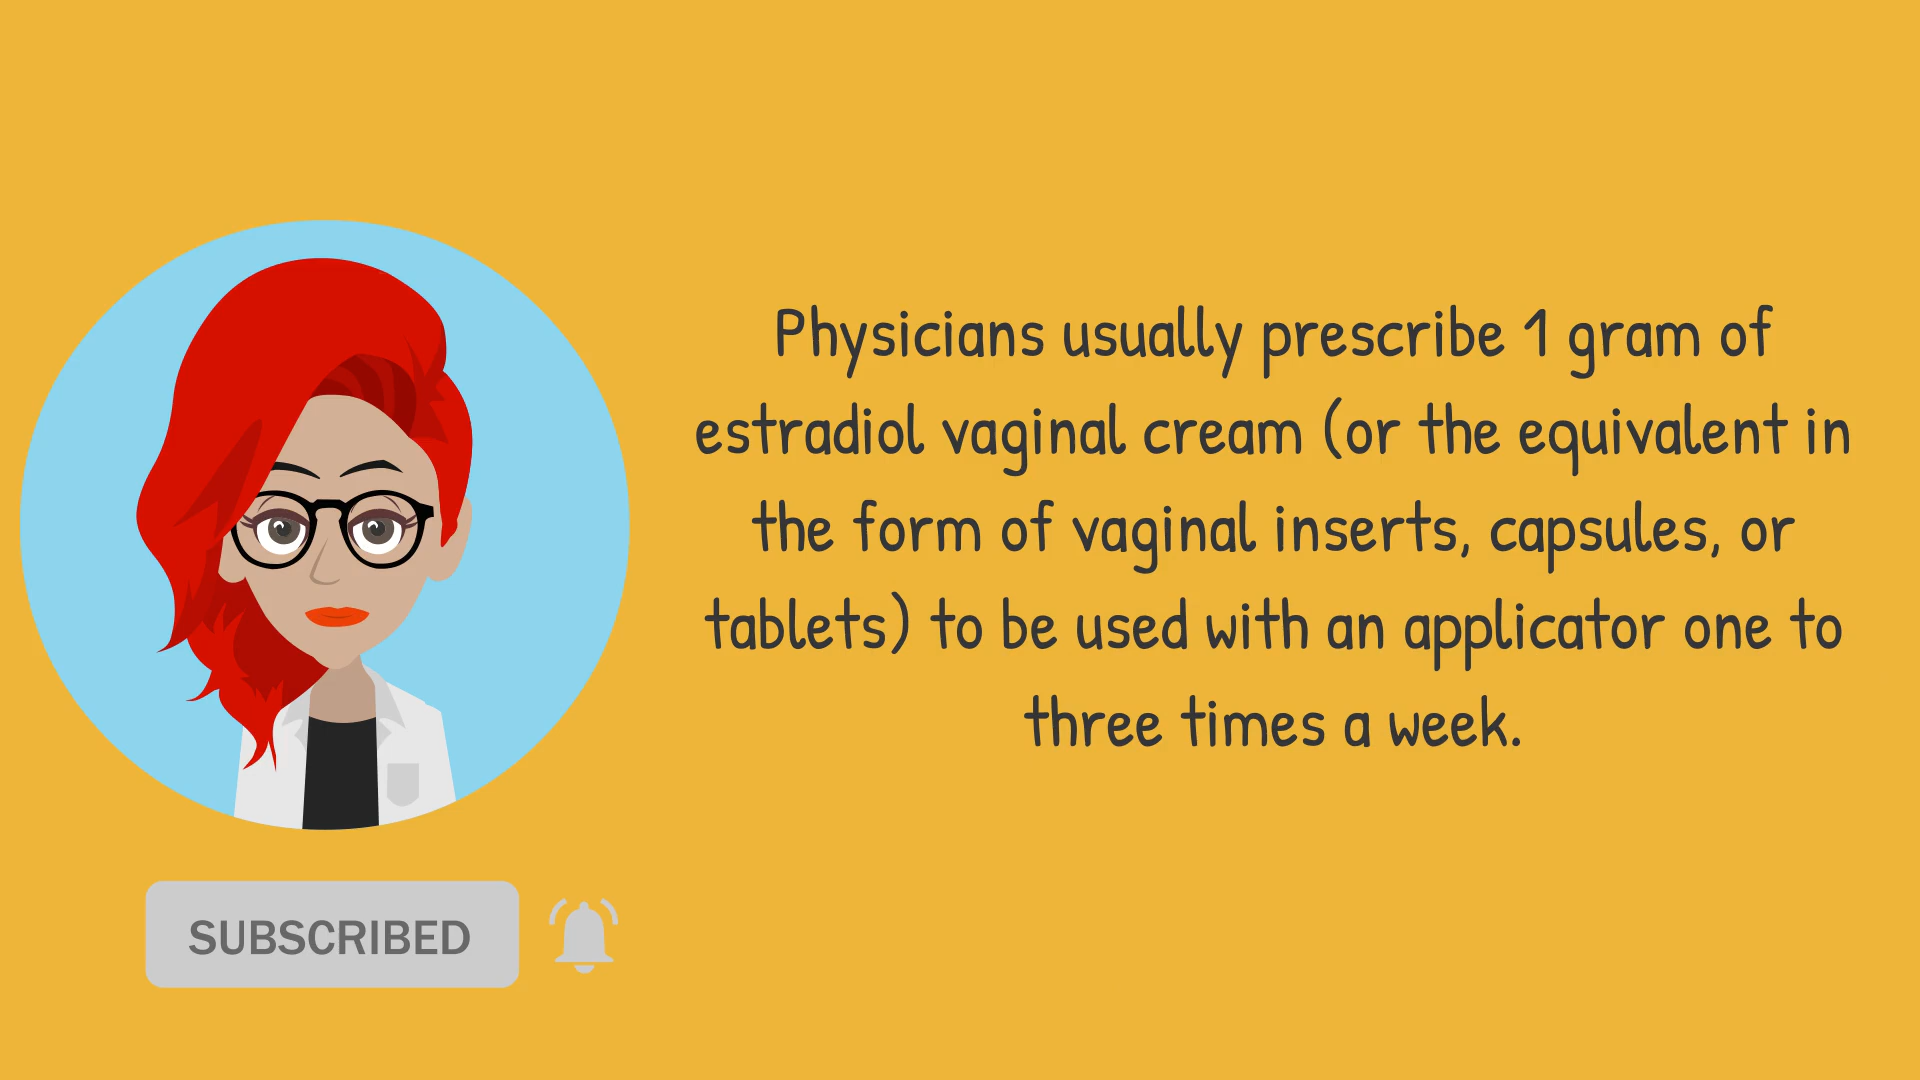 Physicians usually prescribe 1 gram of
estradiol vaginal cream (or the equivalent in
the form of vaginal inserts, capsules, or
tablets) to be used with an applicator one to
three times a week.
SUBSCRIBED